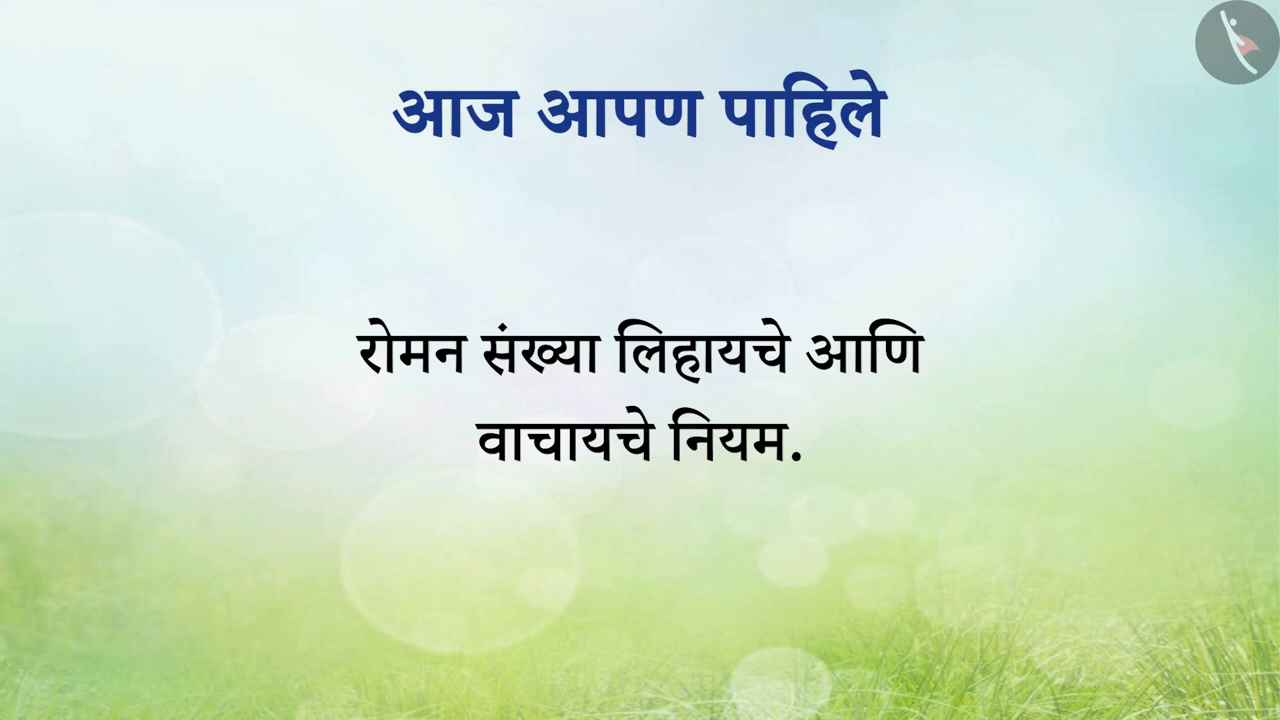 आज आपण पाहिले
रोमन संख्या लिहायचे आणि
वाचायचे नियम.